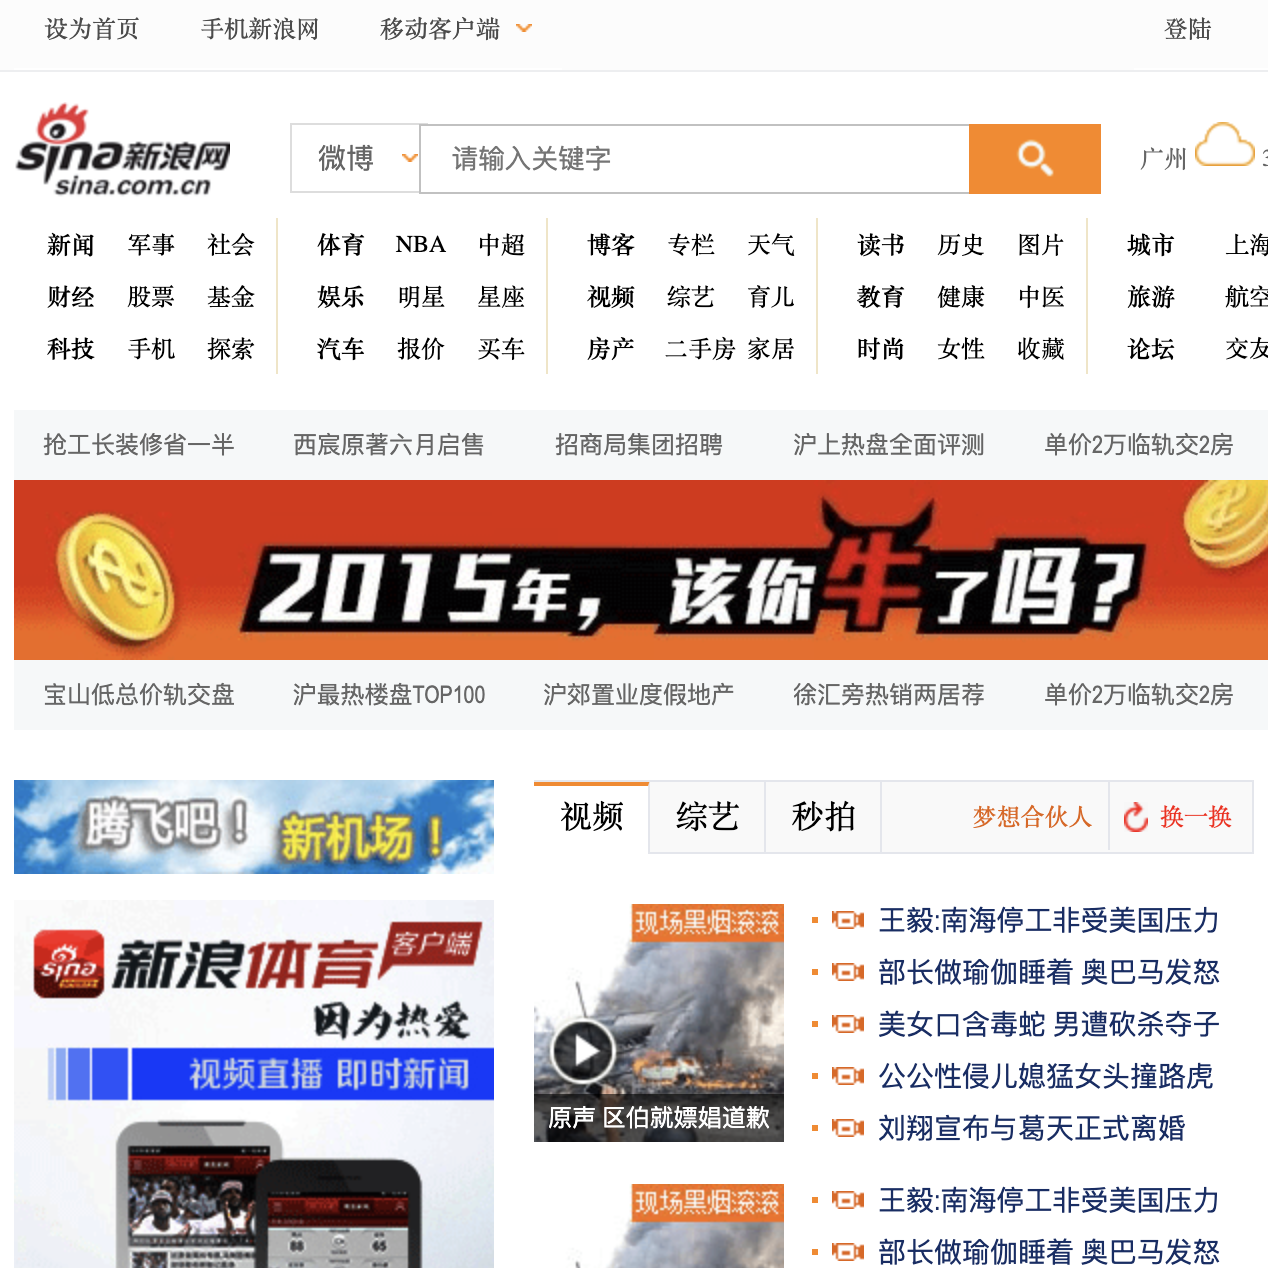 设为首页 手机新浪网 移动客户端 登陆
sina新浪网
sina.com.cn
微博 请输入关键字 广州
新闻 军事 社会 体育 NBA 中超 博客 专栏 天气 读书 历史 图片 城市 上海
财经 股票 基金 娱乐 明星 星座 视频 综艺 育儿 教育 健康 中医 旅游 航空
科技 手机 探索 汽车 报价 买车 房产 二手房 家居 时尚 女性 收藏 论坛 交友
抢工长装修省一半 西宸原著六月启售 招商局集团招聘 沪上热盘全面评测 单价2万临轨交2房
2015年，该你牛了吗?
宝山低总价轨交盘 沪最热楼盘TOP100 沪郊置业度假地产 徐汇旁热销两居荐 单价2万临轨交2房
腾飞吧！新机场！
sina 新浪体育 客户端
因为热爱
视频直播 即时新闻
88 65
视频 综艺 秒拍 梦想合伙人 换一换
现场黑烟滚滚
原声 区伯就嫖娼道歉
王毅:南海停工非受美国压力
部长做瑜伽睡着 奥巴马发怒
美女口含毒蛇 男遭砍杀夺子
公公性侵儿媳猛女头撞路虎
刘翔宣布与葛天正式离婚
现场黑烟滚滚
王毅:南海停工非受美国压力
部长做瑜伽睡着 奥巴马发怒